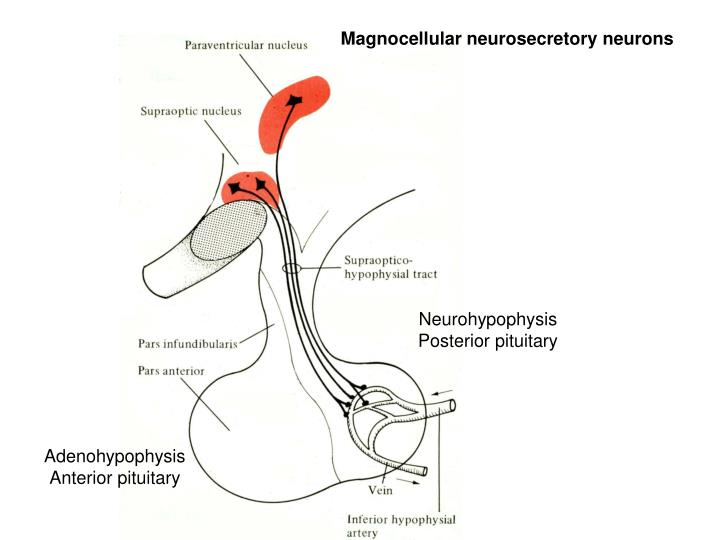 Magnocellular neurosecretory neurons
Paraventricular nucleus
Supraoptic nucleus
Supraoptico-
hypophysial tract
Neurohypophysis
Posterior pituitary
Pars infundibularis
Pars anterior
Adenohypophysis
Anterior pituitary
Vein
Inferior hypophysial
artery